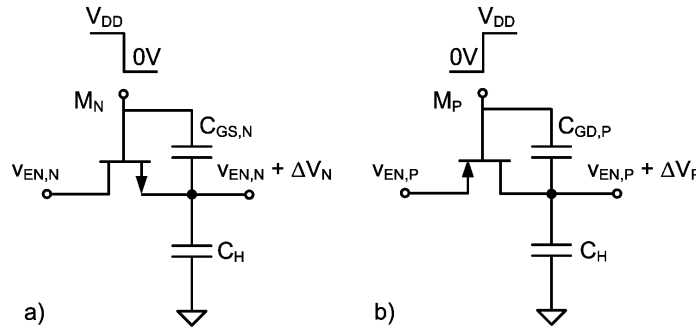 V_DD
0V
M_N
C_GS,N
v_EN,N
v_EN,N + ΔV_N
C_H
a)
V_DD
0V
M_P
C_GD,P
v_EN,P
v_EN,P + ΔV_P
C_H
b)